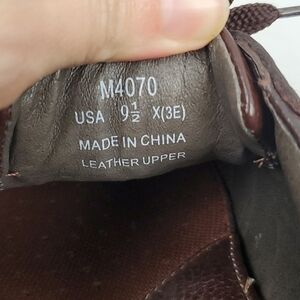 M4070
USA 9½ X(3E)
MADE IN CHINA
LEATHER UPPER